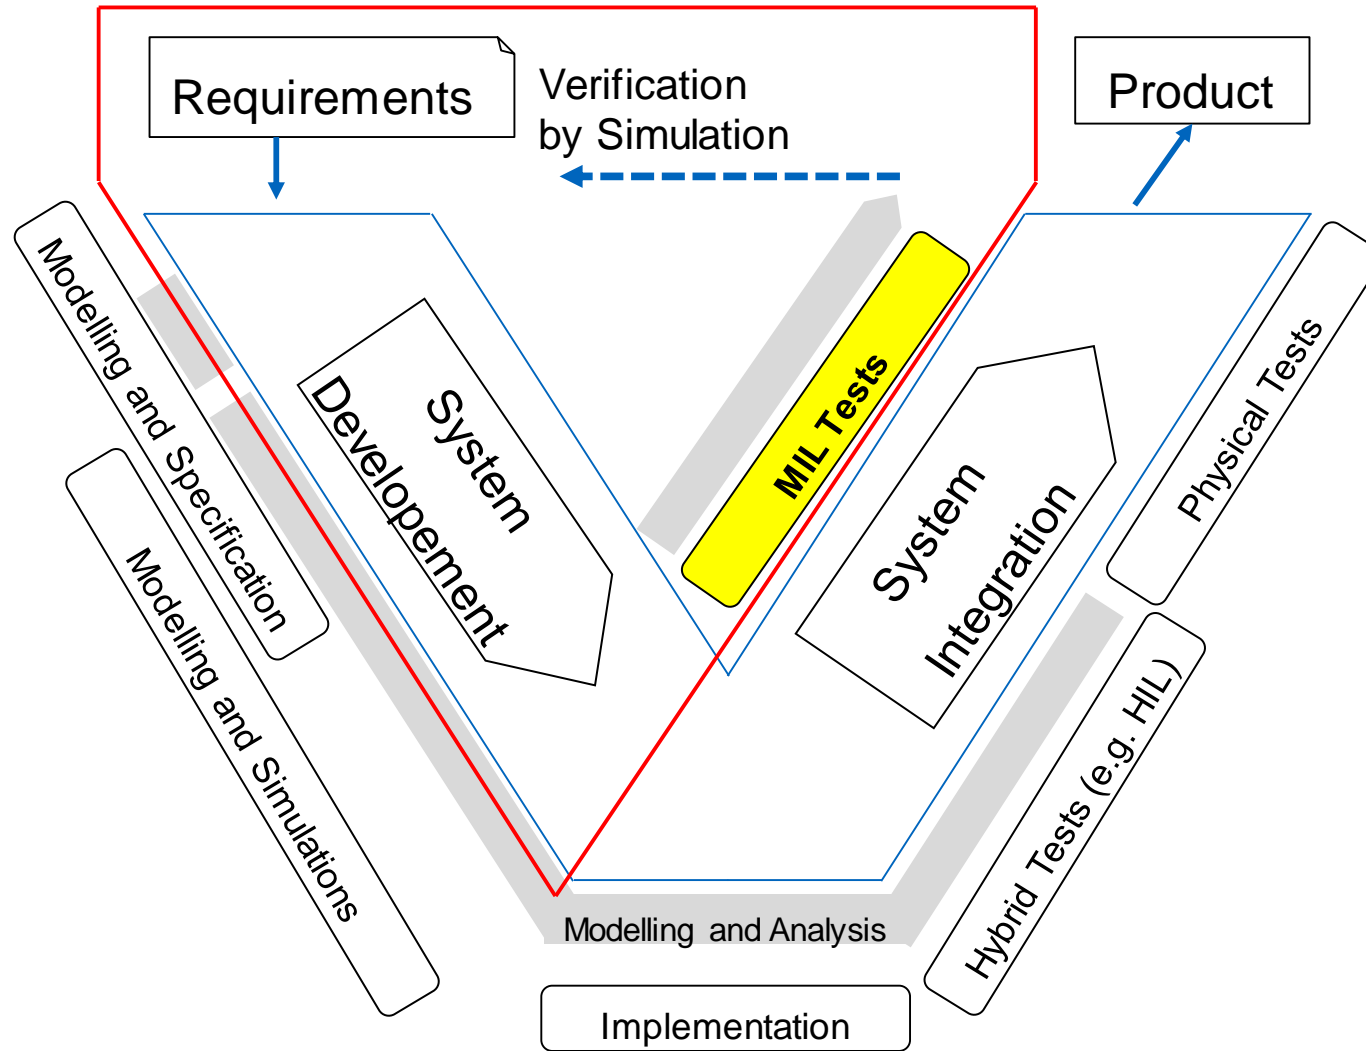 Requirements
Verification
by Simulation
Product
Modelling and Specification
System
Developement
MIL Tests
System
Integration
Physical Tests
Modelling and Simulations
Hybrid Tests (e.g. HIL)
Modelling and Analysis
Implementation